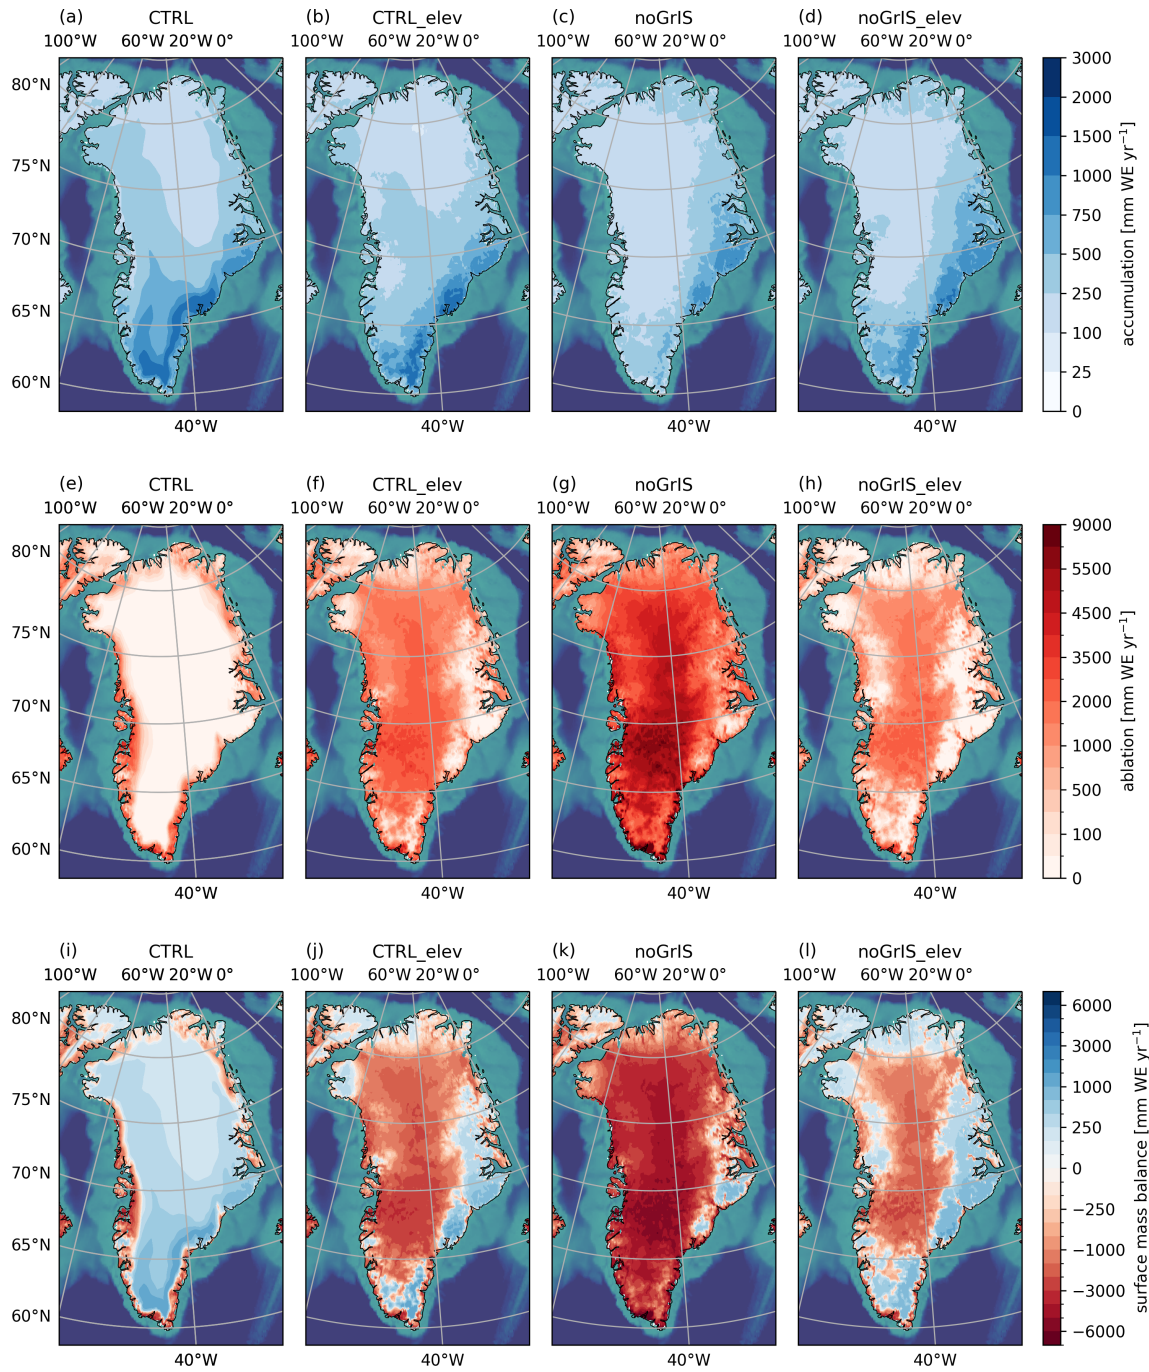 (a) CTRL (b) CTRL_elev (c) noGrIS (d) noGrIS_elev
100°W 60°W 20°W 0° 100°W 60°W 20°W 0° 100°W 60°W 20°W 0° 100°W 60°W 20°W 0°
80°N
75°N
70°N
65°N
60°N
40°W 40°W 40°W 40°W
3000
2000
1500
1000
750
500
250
100
25
0
accumulation [mm WE yr⁻¹]
(e) CTRL (f) CTRL_elev (g) noGrIS (h) noGrIS_elev
100°W 60°W 20°W 0° 100°W 60°W 20°W 0° 100°W 60°W 20°W 0° 100°W 60°W 20°W 0°
80°N
75°N
70°N
65°N
60°N
40°W 40°W 40°W 40°W
9000
5500
4500
3500
2000
1000
500
100
0
ablation [mm WE yr⁻¹]
(i) CTRL (j) CTRL_elev (k) noGrIS (l) noGrIS_elev
100°W 60°W 20°W 0° 100°W 60°W 20°W 0° 100°W 60°W 20°W 0° 100°W 60°W 20°W 0°
80°N
75°N
70°N
65°N
60°N
40°W 40°W 40°W 40°W
6000
3000
1000
250
0
−250
−1000
−3000
−6000
surface mass balance [mm WE yr⁻¹]